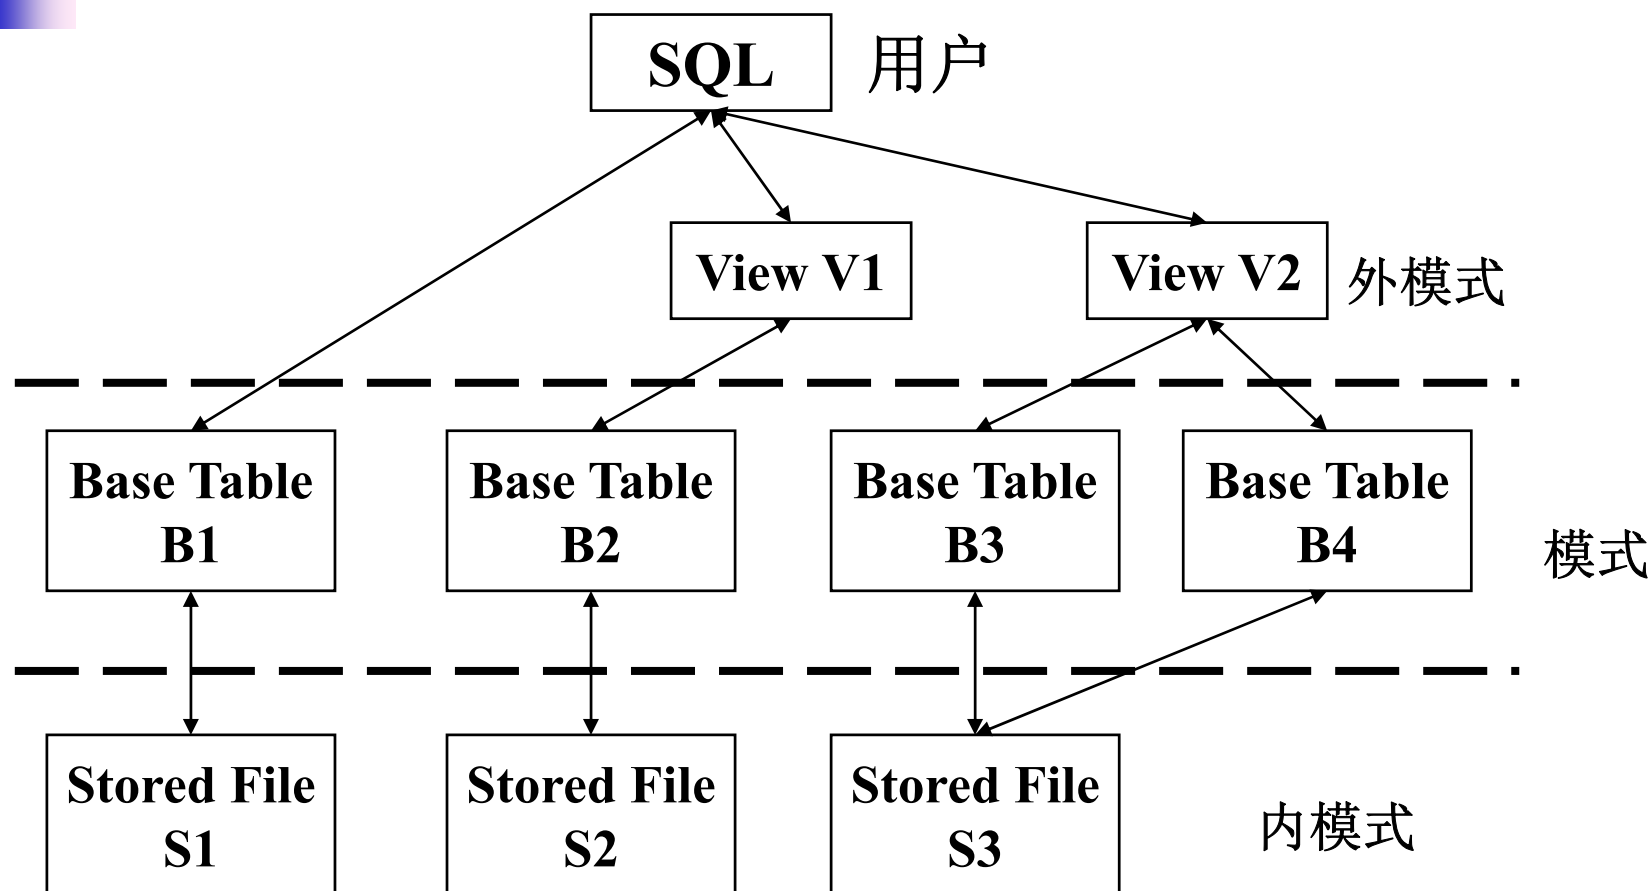 SQL 用户
View V1 View V2 外模式
Base Table Base Table Base Table Base Table
B1 B2 B3 B4
模式
Stored File Stored File Stored File
内模式
S1 S2 S3